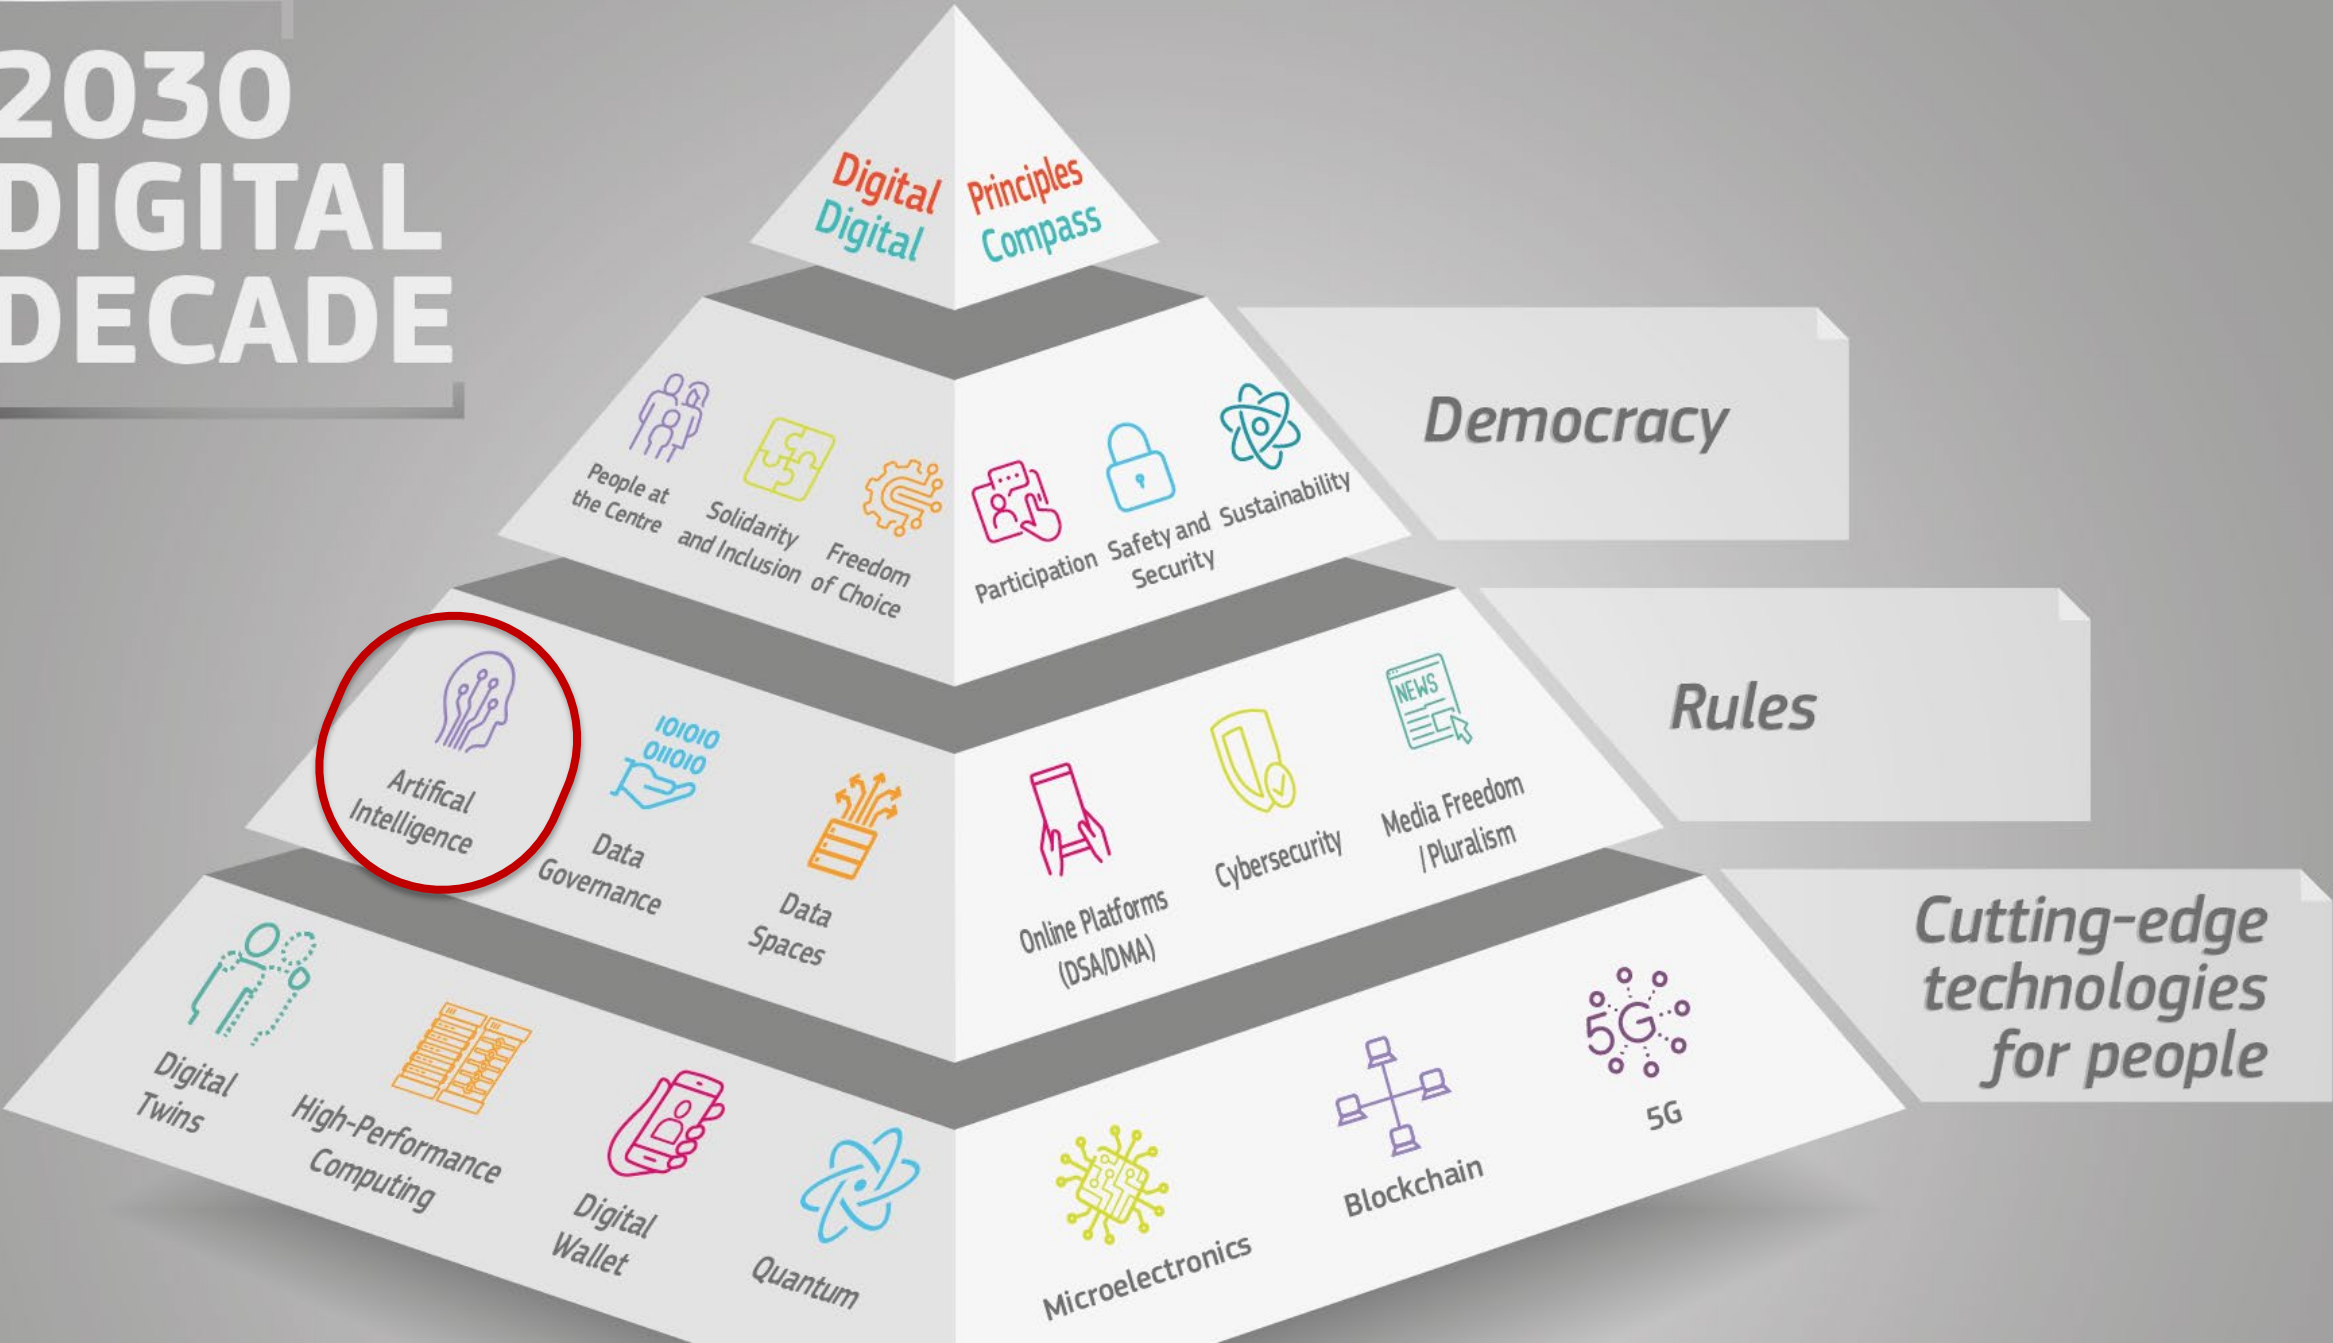 2030
DIGITAL
DECADE
Digital Principles
Digital Compass
People at
the Centre
Solidarity
and Inclusion
Freedom
of Choice
Participation
Safety and
Security
Sustainability
Democracy
Artifical
Intelligence
101010
011010
Data
Governance
Data
Spaces
Online Platforms
(DSA/DMA)
Cybersecurity
NEWS
Media Freedom
/Pluralism
Rules
Digital
Twins
High-Performance
Computing
Digital
Wallet
Quantum
Microelectronics
Blockchain
5G
5G
Cutting-edge
technologies
for people